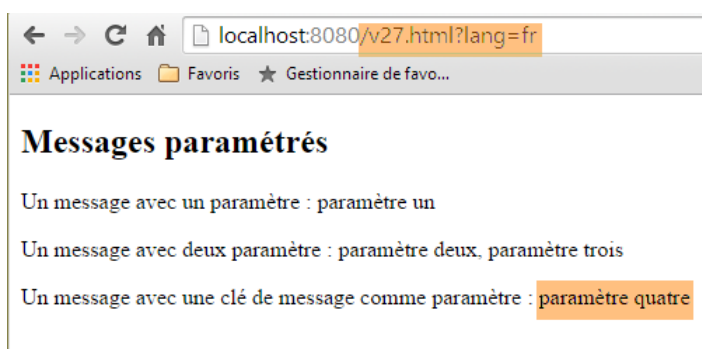 localhost:8080/v27.html?lang=fr
Applications Favoris Gestionnaire de favo...
Messages paramétrés
Un message avec un paramètre : paramètre un
Un message avec deux paramètre : paramètre deux, paramètre trois
Un message avec une clé de message comme paramètre : paramètre quatre